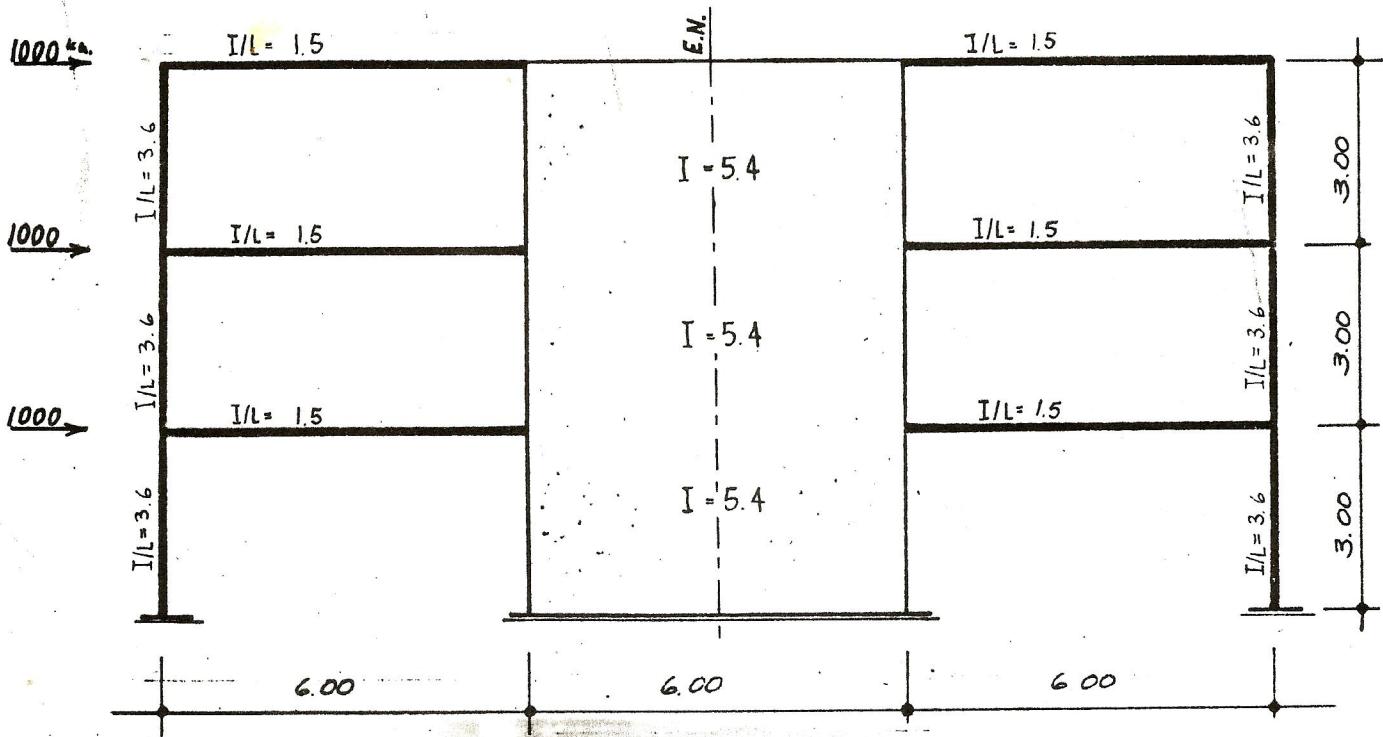 1000 kg.
I/L = 1.5
E.N.
I/L = 1.5
I/L = 3.6
I = 5.4
I/L = 3.6
3.00
1000
I/L = 1.5
I/L = 1.5
I/L = 3.6
I = 5.4
I/L = 3.6
3.00
1000
I/L = 1.5
I/L = 1.5
I/L = 3.6
I = 5.4
I/L = 3.6
3.00
6.00
6.00
6 00